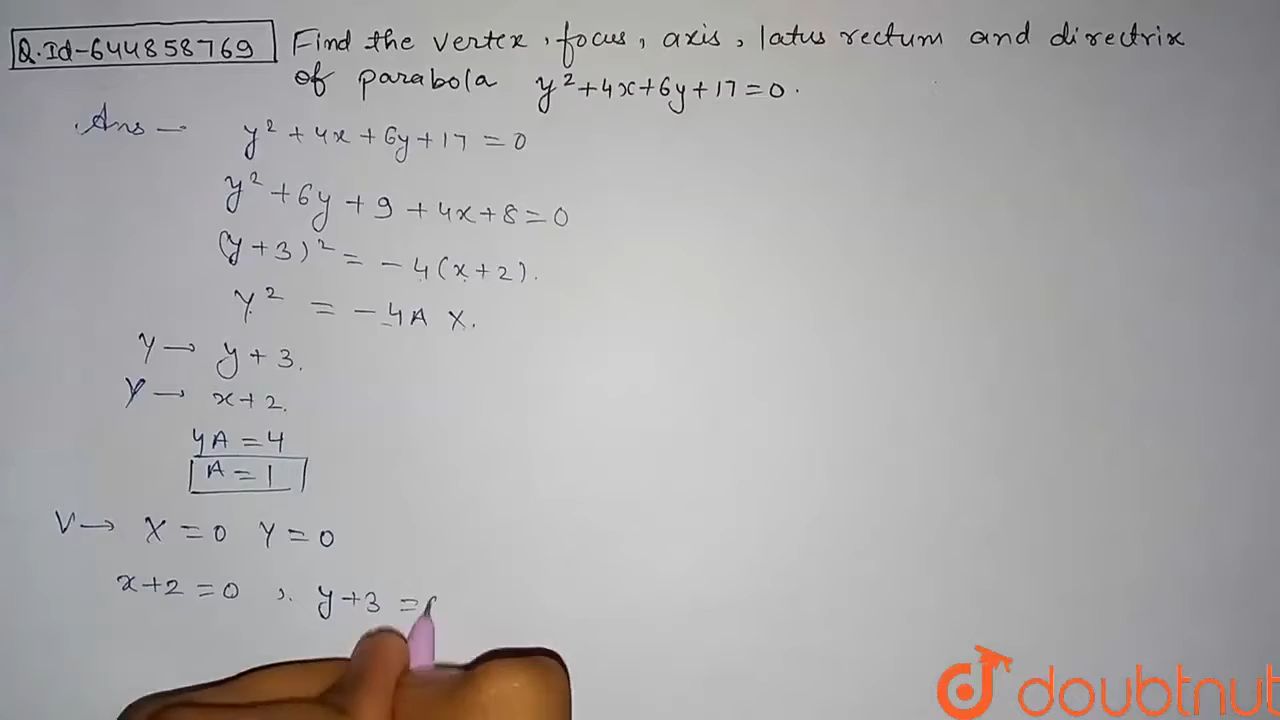 Q.Id-644858769 Find the vertex, focus, axis, latus rectum and directrix
of parabola y²+4x+6y+17=0.
Ans → y²+4x+6y+17=0
y²+6y+9+4x+8=0
(y+3)²=-4(x+2).
Y²=-4A X.
Y→ y+3.
Y→ x+2.
4A=4
A=1
V→ X=0 Y=0
x+2=0, y+3=
doubtnut